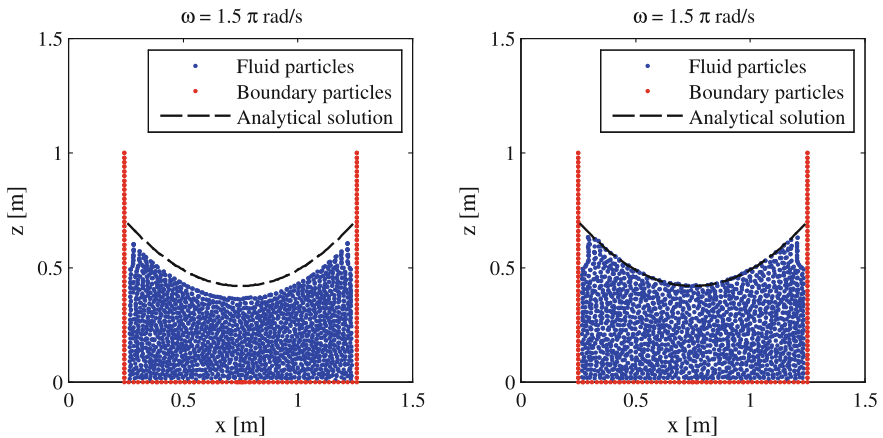 ω = 1.5 π rad/s
1.5
1
0.5
0
z [m]
Fluid particles
Boundary particles
Analytical solution
0
0.5
1
1.5
x [m]
ω = 1.5 π rad/s
1.5
1
0.5
0
z [m]
Fluid particles
Boundary particles
Analytical solution
0
0.5
1
1.5
x [m]